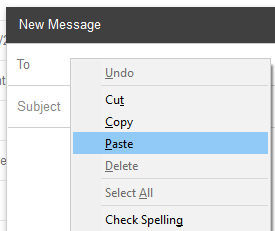 New Message
To
Undo
Cut
Copy
Subject
Paste
Delete
Select All
Check Spelling